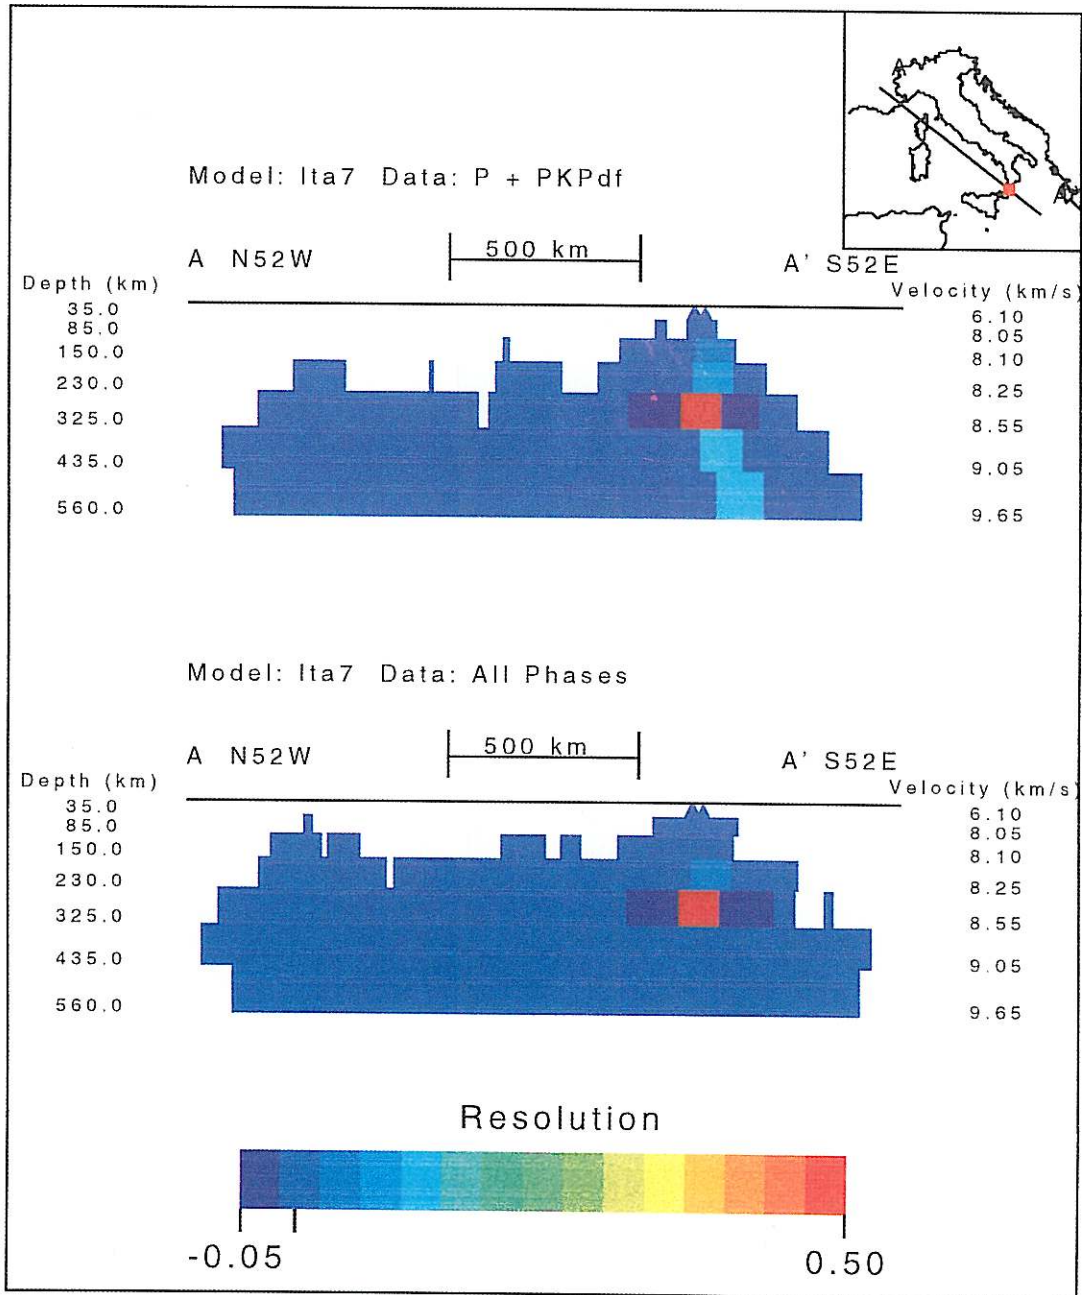 A
A'
Model: Ita7 Data: P + PKPdf
500 km
A N52W
A' S52E
Depth (km)
Velocity (km/s)
35.0
6.10
85.0
8.05
150.0
8.10
230.0
8.25
325.0
8.55
435.0
9.05
560.0
9.65
Model: Ita7 Data: All Phases
500 km
A N52W
A' S52E
Depth (km)
Velocity (km/s)
35.0
6.10
85.0
8.05
150.0
8.10
230.0
8.25
325.0
8.55
435.0
9.05
560.0
9.65
Resolution
-0.05
0.50